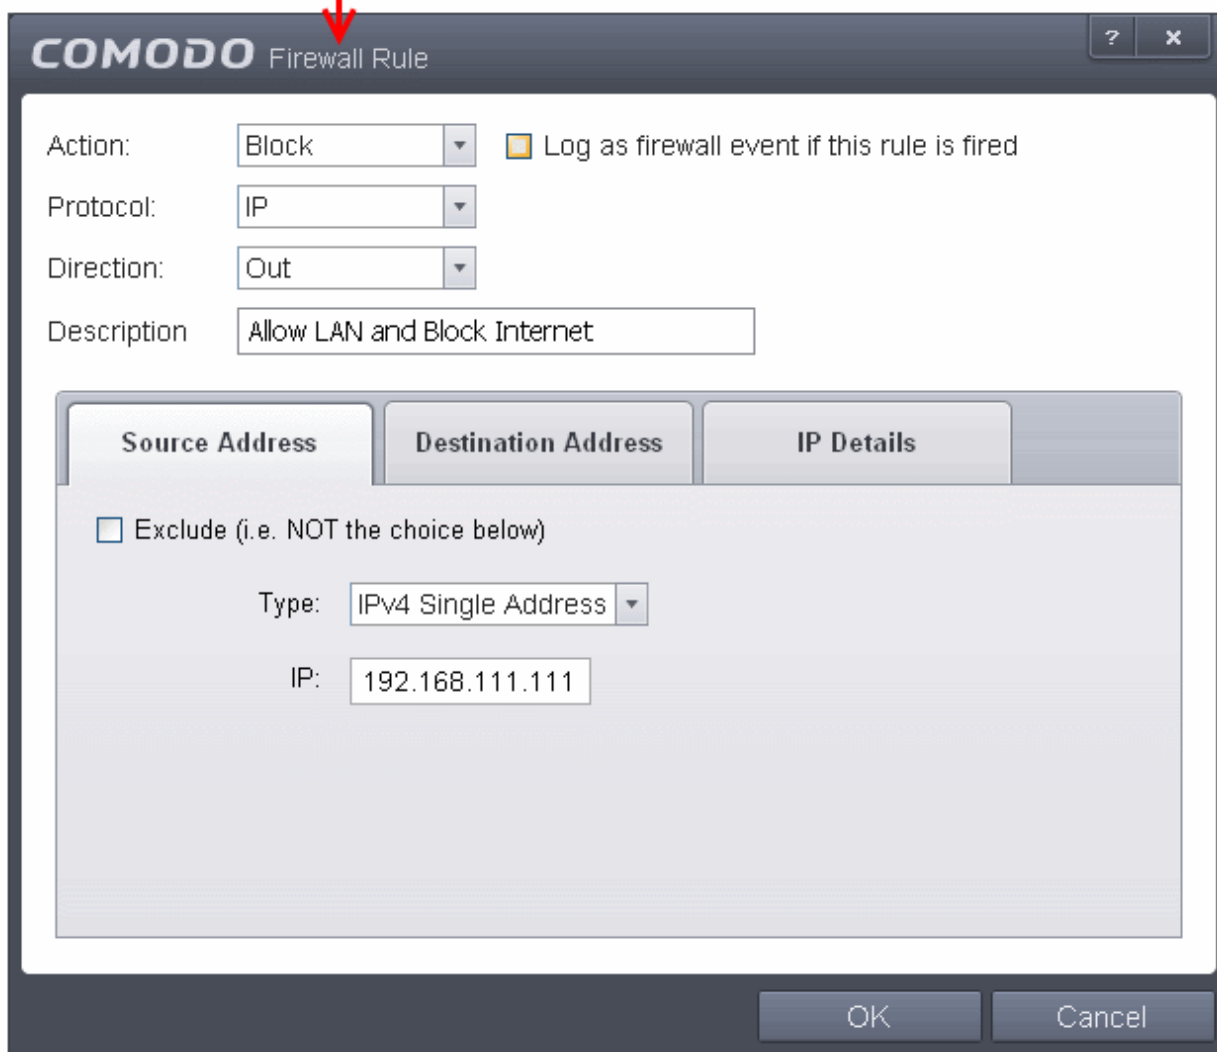 COMODO Firewall Rule
? x
Action: Block Log as firewall event if this rule is fired
Protocol: IP
Direction: Out
Description Allow LAN and Block Internet
Source Address Destination Address IP Details
Exclude (i.e. NOT the choice below)
Type: IPv4 Single Address
IP: 192.168.111.111
OK Cancel